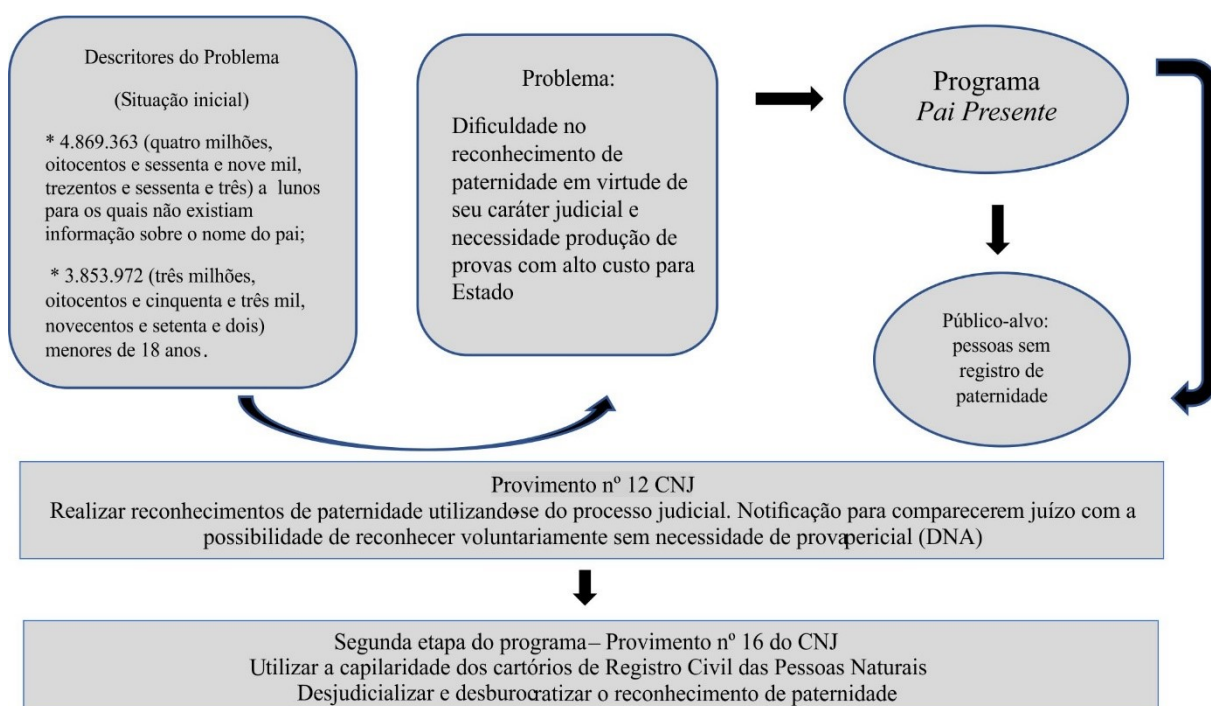 Descritores do Problema
(Situação inicial)
* 4.869.363 (quatro milhões,
oitocentos e sessenta e nove mil,
trezentos e sessenta e três) a lunos
para os quais não existiam
informação sobre o nome do pai;
* 3.853.972 (três milhões,
oitocentos e cinquenta e três mil,
novecentos e setenta e dois)
menores de 18 anos.
Problema:
Dificuldade no
reconhecimento de
paternidade em virtude de
seu caráter judicial e
necessidade produção de
provas com alto custo para
Estado
Programa
Pai Presente
Público-alvo:
pessoas sem
registro de
paternidade
Provimento nº 12 CNJ
Realizar reconhecimentos de paternidade utilizando-se do processo judicial. Notificação para comparecerem juízo com a
possibilidade de reconhecer voluntariamente sem necessidade de prova pericial (DNA)
Segunda etapa do programa – Provimento nº 16 do CNJ
Utilizar a capilaridade dos cartórios de Registro Civil das Pessoas Naturais
Desjudicializar e desburocratizar o reconhecimento de paternidade